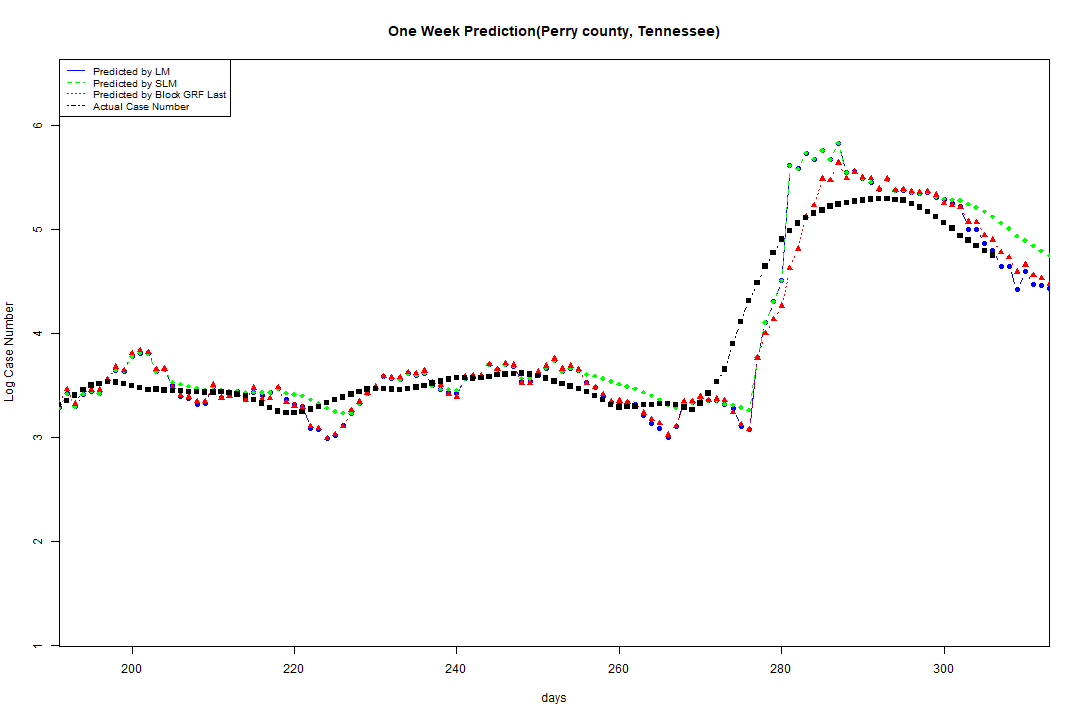 One Week Prediction(Perry county, Tennessee)
Predicted by LM
Predicted by SLM
Predicted by Block GRF Last
Actual Case Number
6
5
4
3
2
1
Log Case Number
200 220 240 260 280 300
days